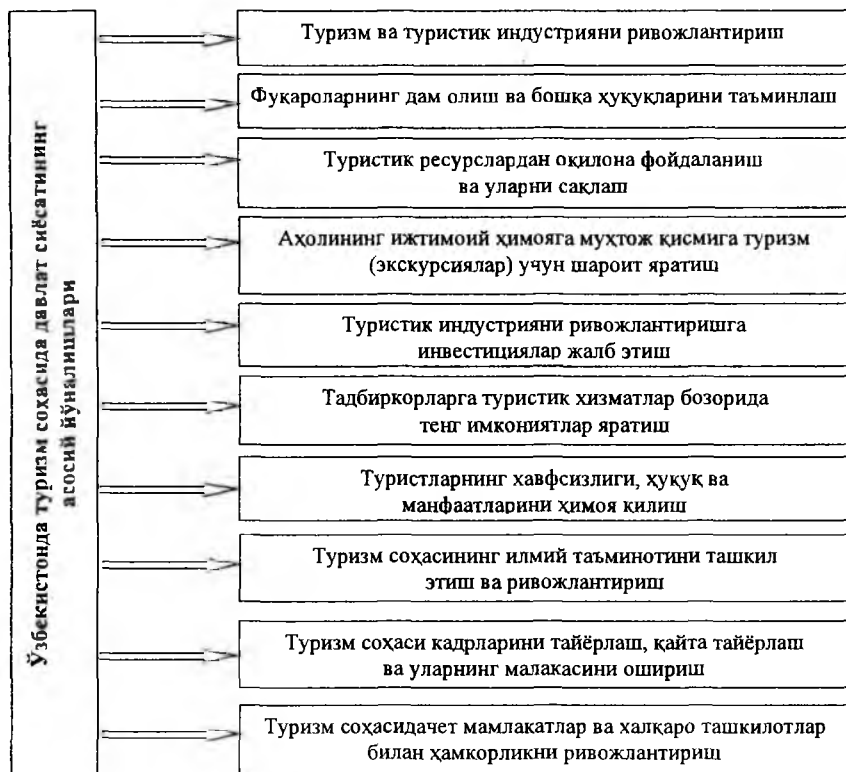 Ўзбекистонда туризм соҳасида давлат сиёсатининг
асосий йўналишлари
Туризм ва туристик индустрияни ривожлантириш
Фуқароларнинг дам олиш ва бошқа ҳуқуқларини таъминлаш
Туристик ресурслардан оқилона фойдаланиш
ва уларни сақлаш
Аҳолининг ижтимоий ҳимояга муҳтож қисмига туризм
(экскурсиялар) учун шароит яратиш
Туристик индустрияни ривожлантиришга
инвестициялар жалб этиш
Тадбиркорларга туристик хизматлар бозорида
тенг имкониятлар яратиш
Туристларнинг хавфсизлиги, ҳуқуқ ва
манфаатларини ҳимоя қилиш
Туризм соҳасининг илмий таъминотини ташкил
этиш ва ривожлантириш
Туризм соҳаси кадрларини тайёрлаш, қайта тайёрлаш
ва уларнинг малакасини ошириш
Туризм соҳасидачет мамлакатлар ва халқаро ташкилотлар
билан ҳамкорликни ривожлантириш